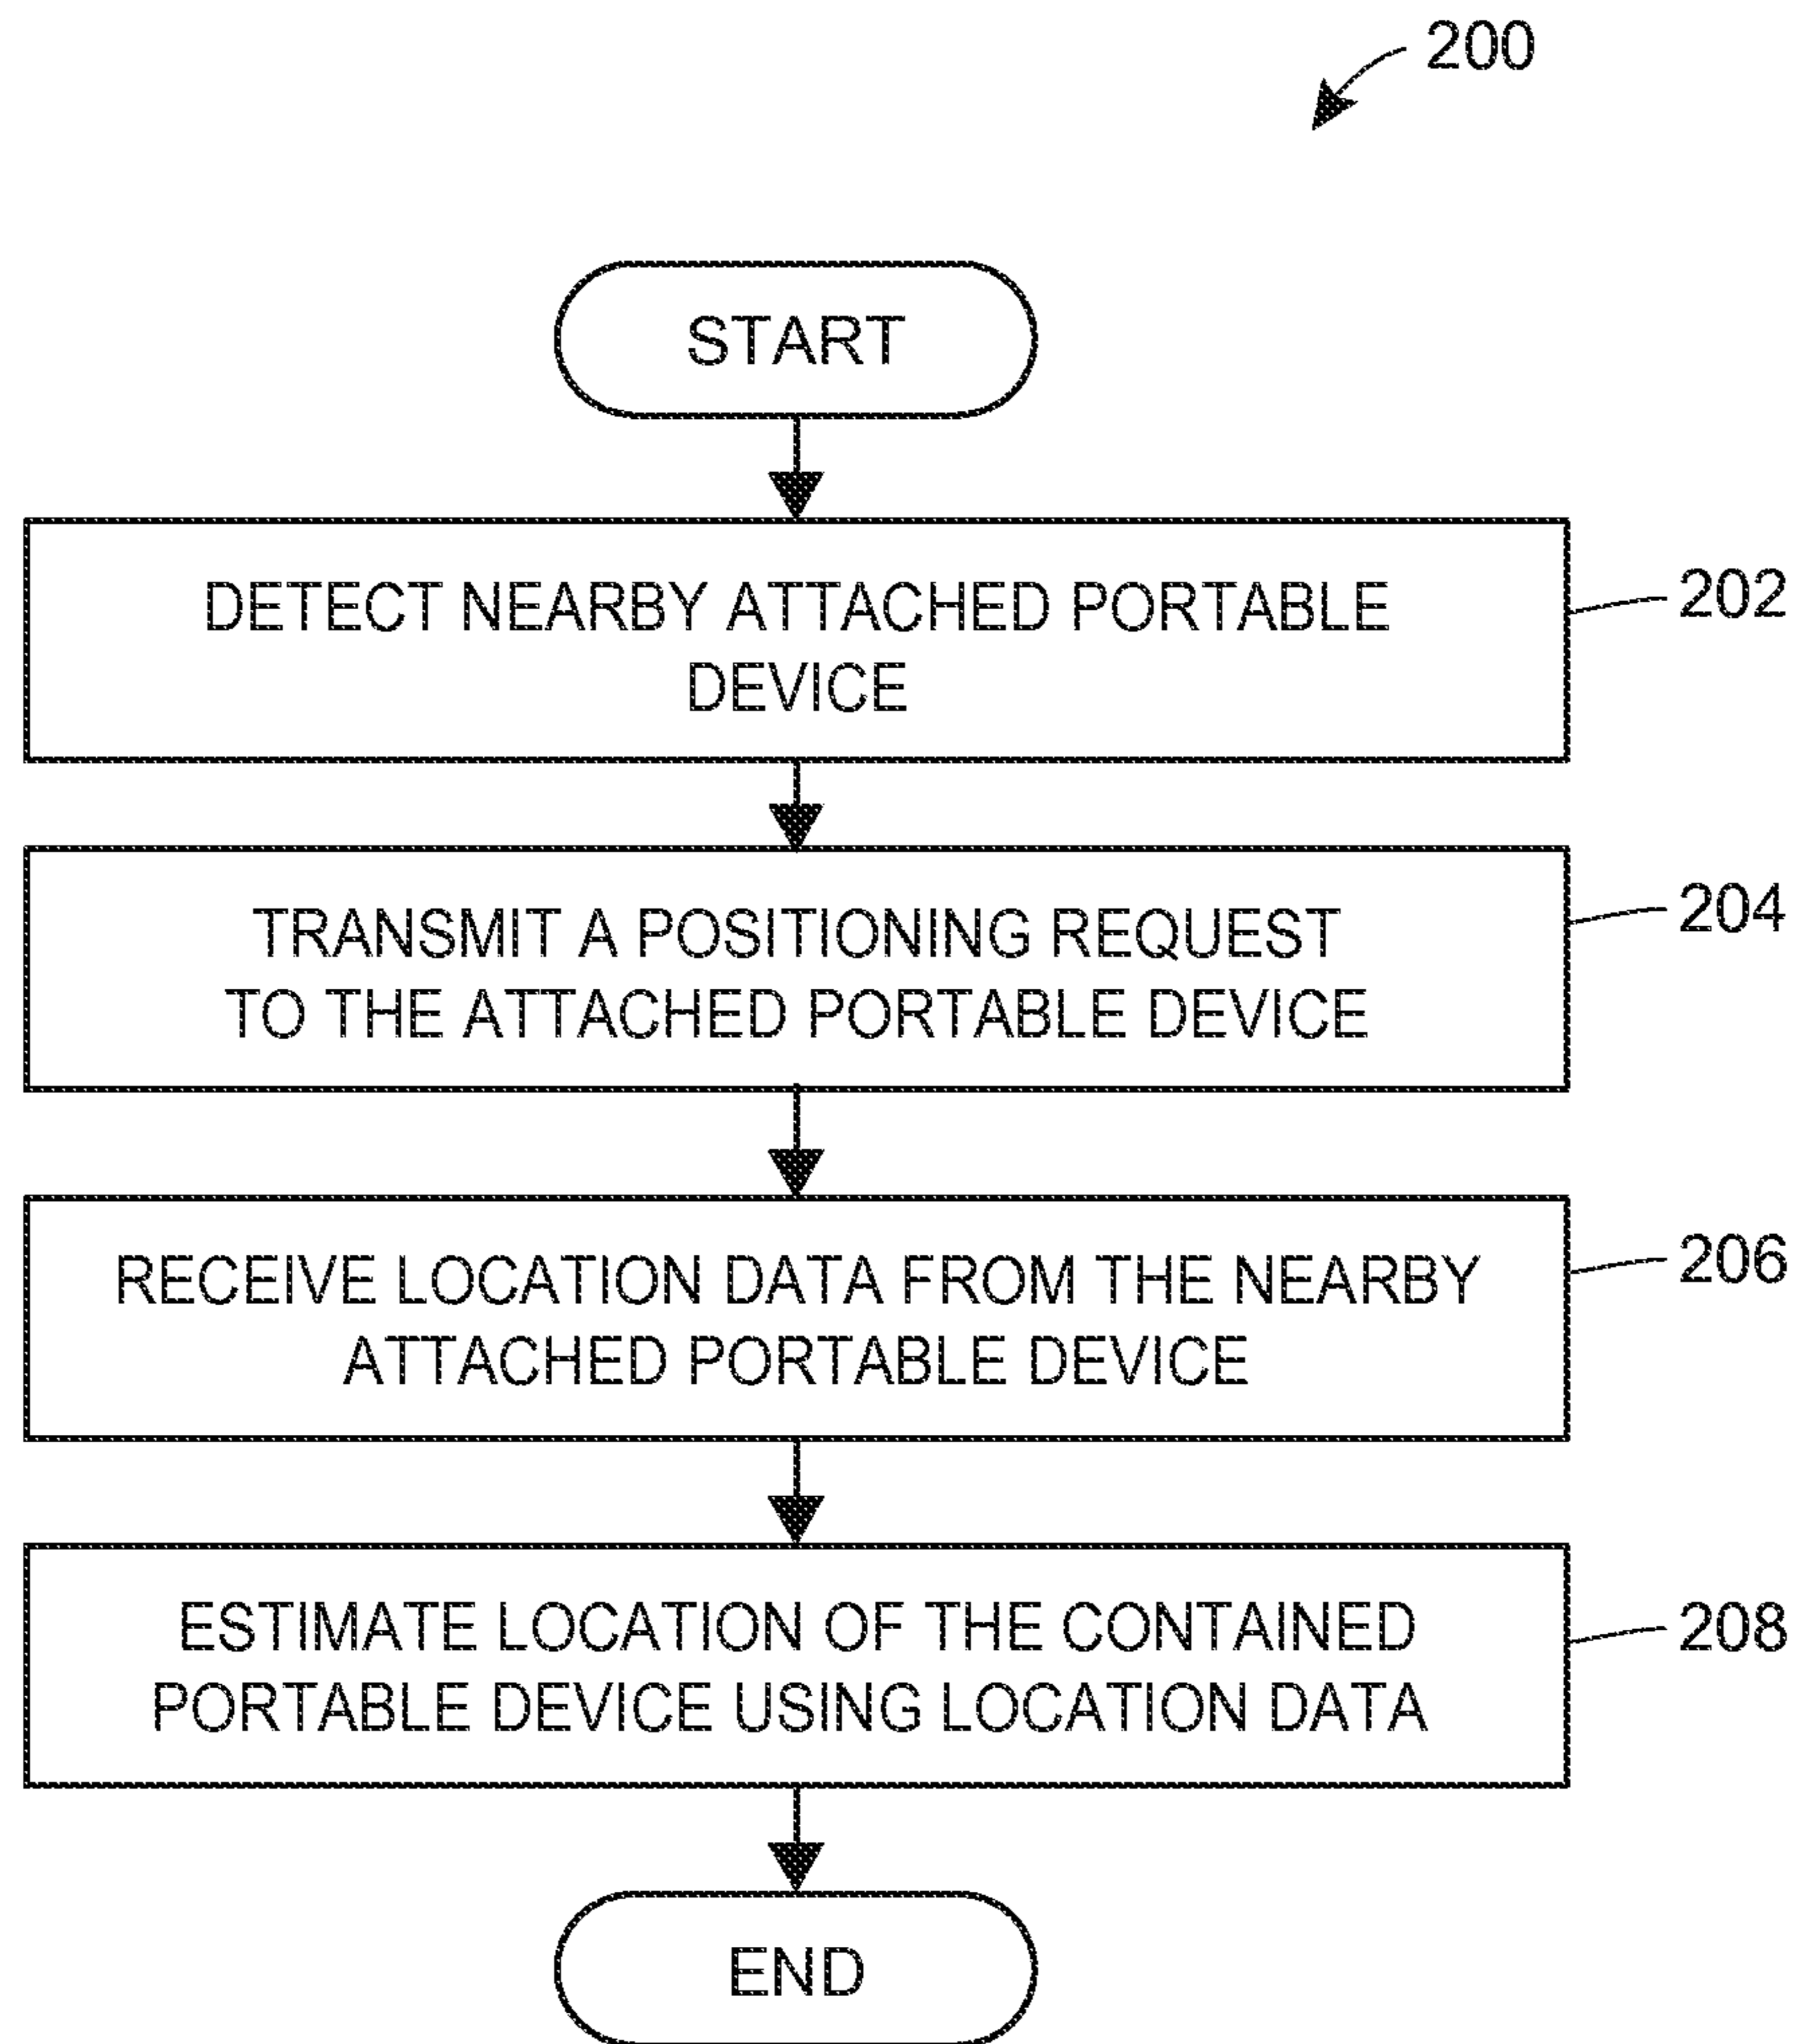 200
START
DETECT NEARBY ATTACHED PORTABLE
DEVICE
202
TRANSMIT A POSITIONING REQUEST
TO THE ATTACHED PORTABLE DEVICE
204
RECEIVE LOCATION DATA FROM THE NEARBY
ATTACHED PORTABLE DEVICE
206
ESTIMATE LOCATION OF THE CONTAINED
PORTABLE DEVICE USING LOCATION DATA
208
END